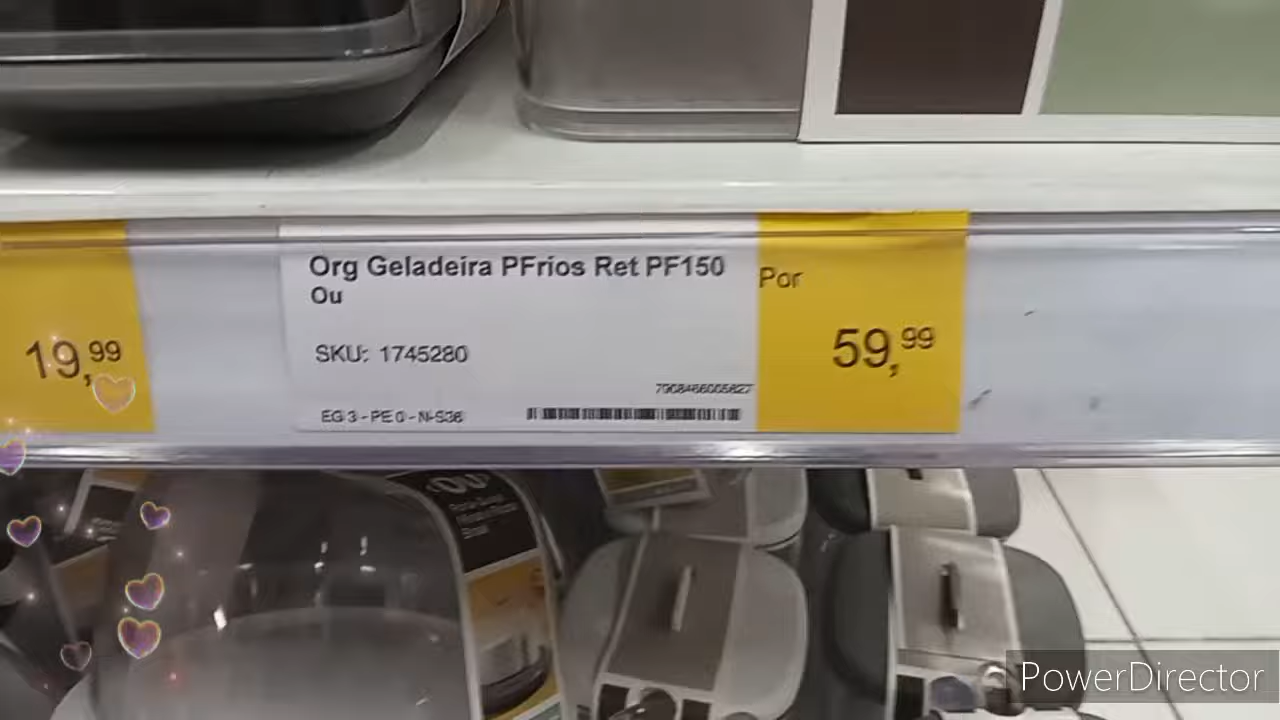 19,99
Org Geladeira PFrios Ret PF150
Ou
SKU: 1745280
7908466005827
EG 3 - PE 0 - N-S36
Por
59,99
Ou
PowerDirector